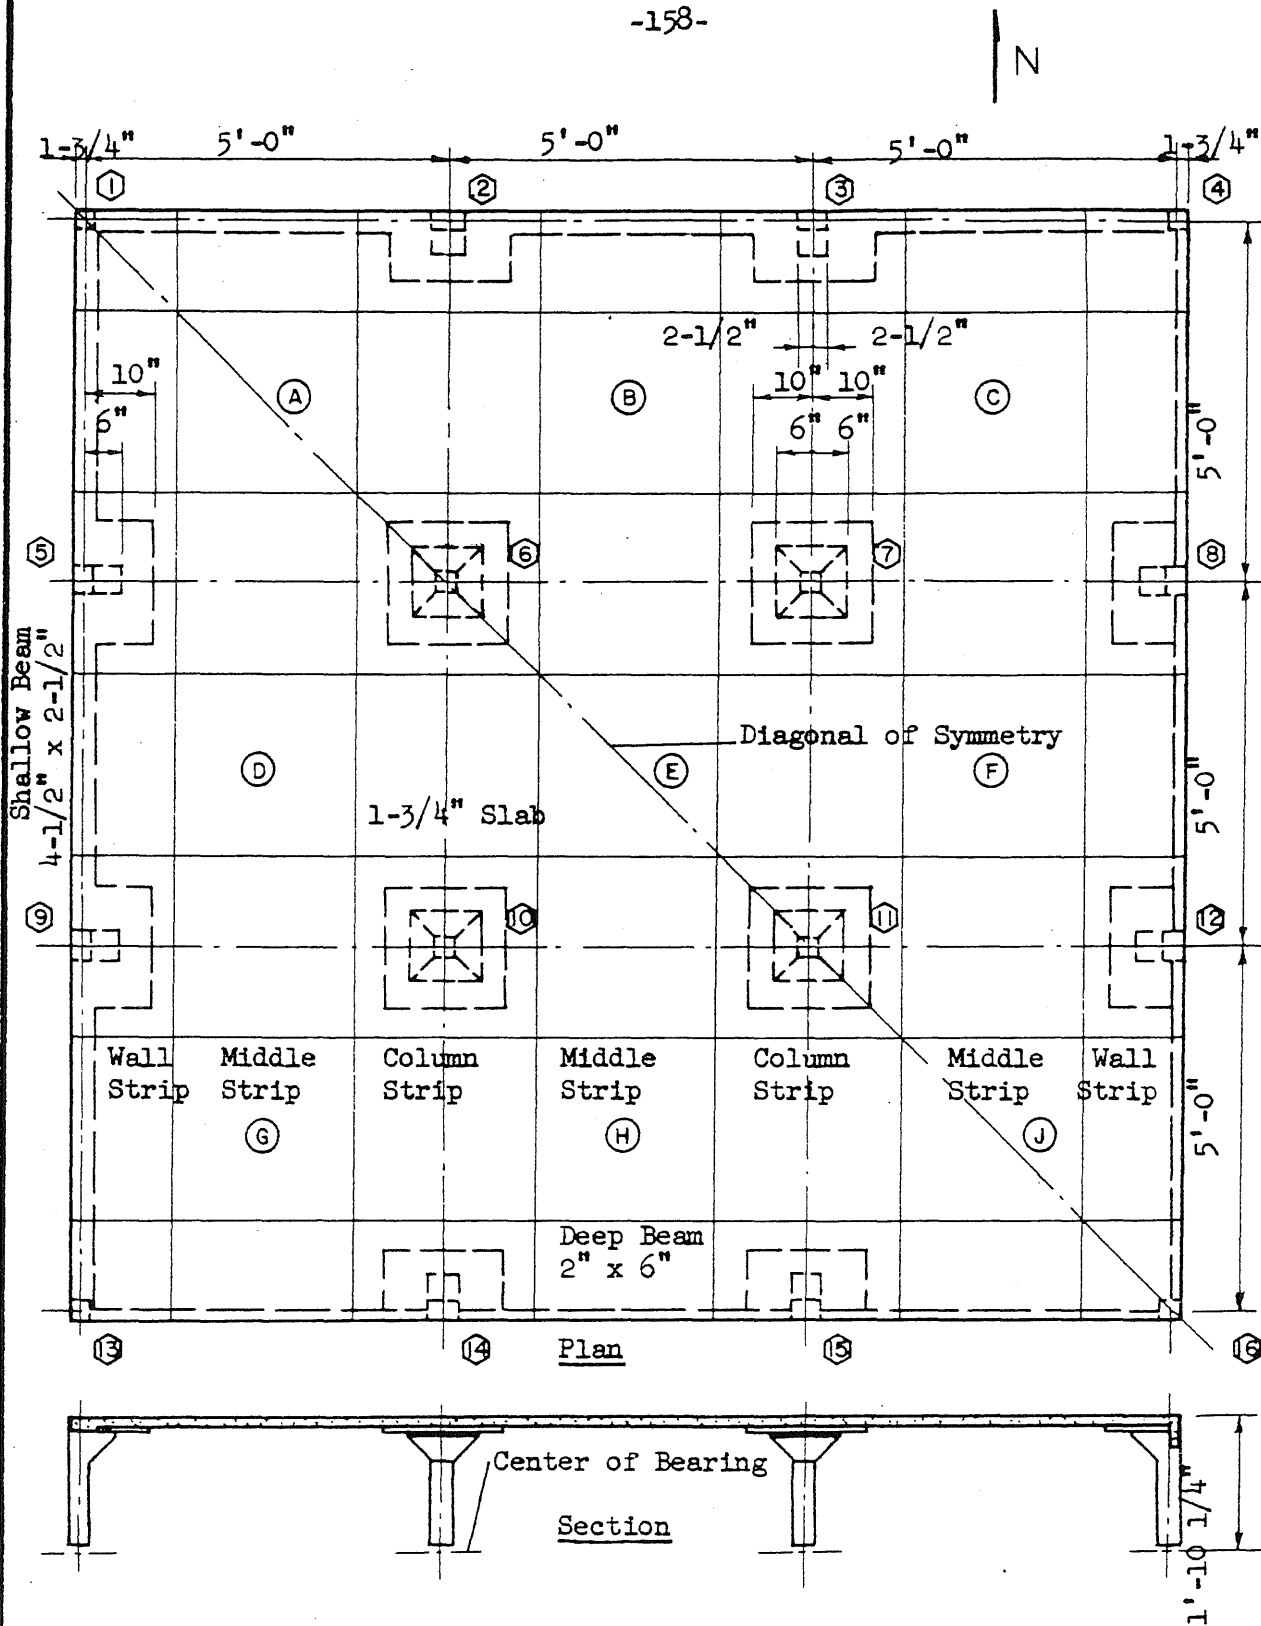 -158-
N
1-3/4" 5'-0" 5'-0" 5'-0" 1-3/4"
1 2 3 4
2-1/2" 2-1/2"
10" 10" 10"
A B C
6" 6" 6"
5'-0"
5 6 7 8
Shallow Beam
4-1/2" x 2-1/2"
Diagonal of Symmetry
D E F
5'-0"
1-3/4" Slab
9 10 11 12
Wall Middle Column Middle Column Middle Wall
Strip Strip Strip Strip Strip Strip Strip
5'-0"
G H J
Deep Beam
2" x 6"
13 14 Plan 15 16
Center of Bearing
Section
1'-10 1/4"